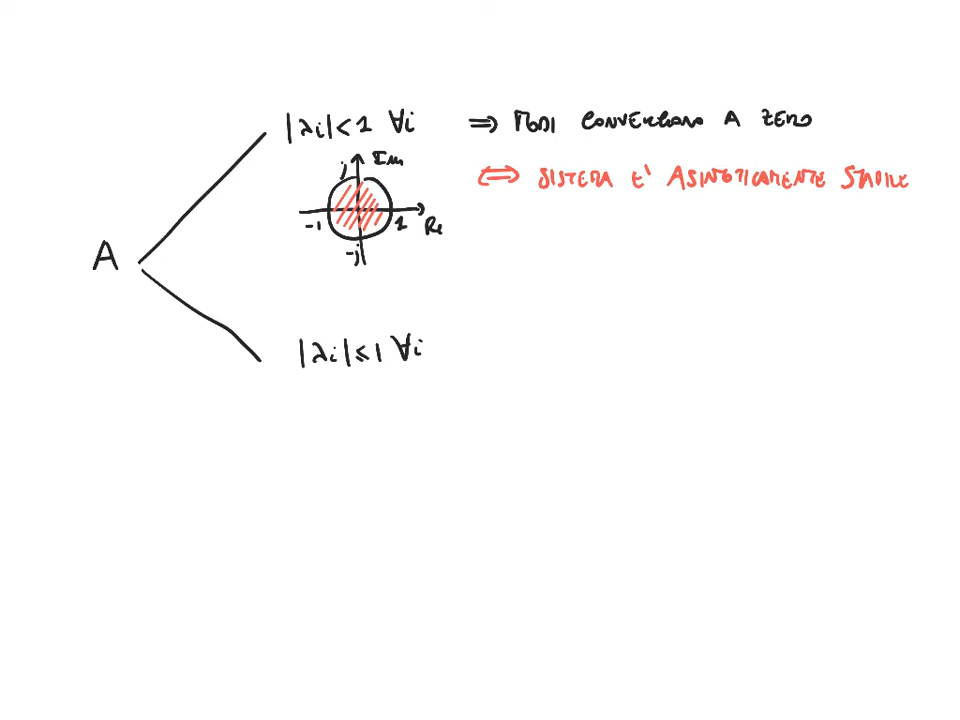 |λi| < 1 ∀i ⇒ MODI CONVERGONO A ZERO
⇔ SISTEMA E' ASINTOTICAMENTE STABILE
j Im
-1 1 Re
-j
A
|λi| ≤ 1 ∀i